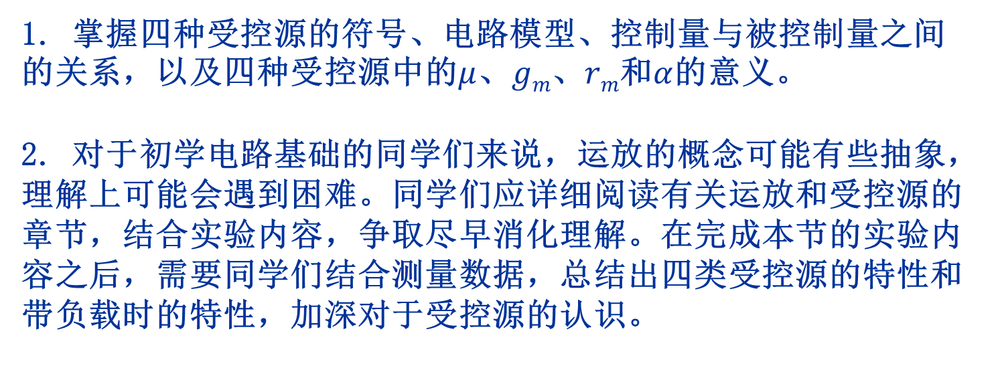 1. 掌握四种受控源的符号、电路模型、控制量与被控制量之间
的关系，以及四种受控源中的μ、gₘ、rₘ和α的意义。
2. 对于初学电路基础的同学们来说，运放的概念可能有些抽象，
理解上可能会遇到困难。同学们应详细阅读有关运放和受控源的
章节，结合实验内容，争取尽早消化理解。在完成本节的实验内
容之后，需要同学们结合测量数据，总结出四类受控源的特性和
带负载时的特性，加深对于受控源的认识。